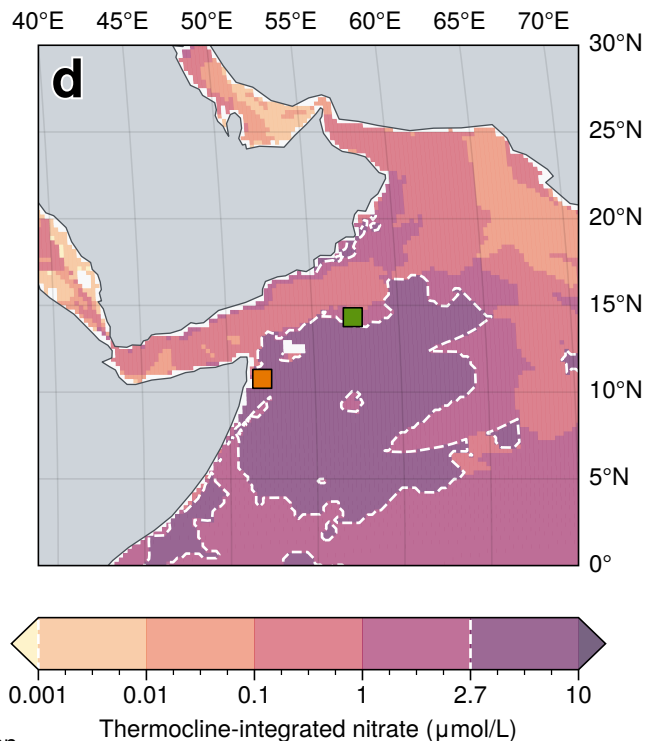 40°E 45°E 50°E 55°E 60°E 65°E 70°E
d
30°N
25°N
20°N
15°N
10°N
5°N
0°
0.001 0.01 0.1 1 2.7 10
Thermocline-integrated nitrate (μmol/L)